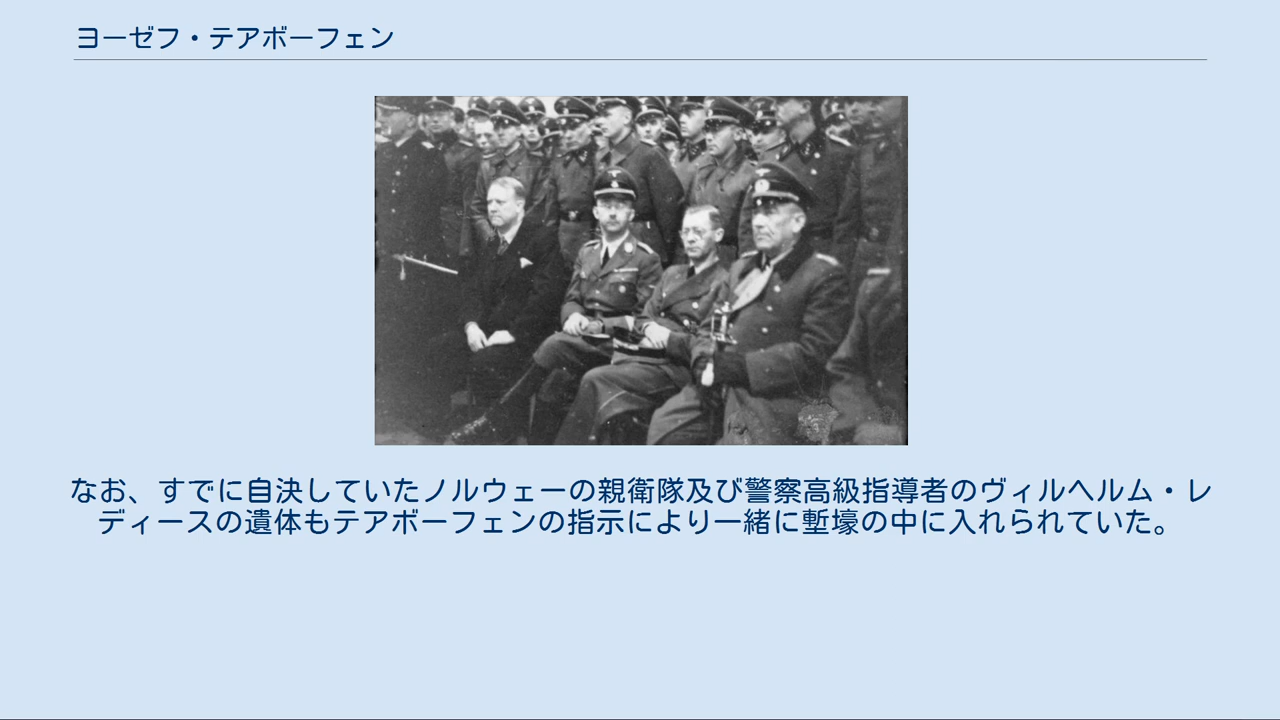 ヨーゼフ・テアボーフェン
なお、すでに自決していたノルウェーの親衛隊及び警察高級指導者のヴィルヘルム・レ
ディースの遺体もテアボーフェンの指示により一緒に塹壕の中に入れられていた。